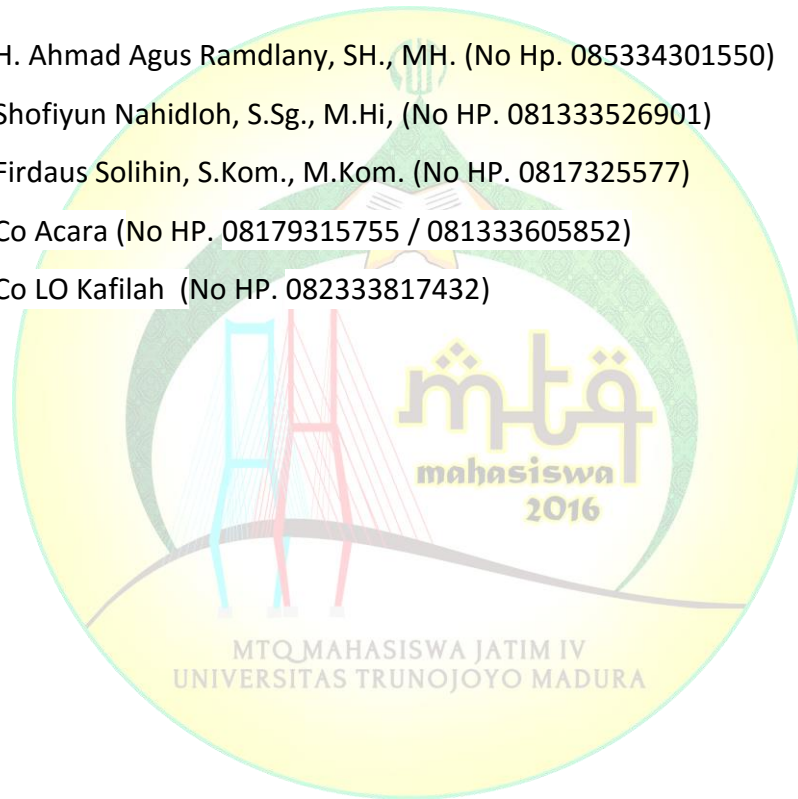 H. Ahmad Agus Ramdlany, SH., MH. (No Hp. 085334301550)
Shofiyun Nahidloh, S.Sg., M.Hi, (No HP. 081333526901)
Firdaus Solihin, S.Kom., M.Kom. (No HP. 0817325577)
Co Acara (No HP. 08179315755 / 081333605852)
Co LO Kafilah  (No HP. 082333817432)
mtq
mahasiswa
2016
MTQ MAHASISWA JATIM IV
UNIVERSITAS TRUNOJOYO MADURA